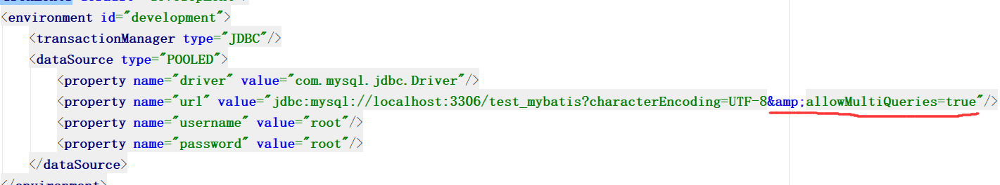 <environment id="development">
<transactionManager type="JDBC"/>
<dataSource type="POOLED">
<property name="driver" value="com.mysql.jdbc.Driver"/>
<property name="url" value="jdbc:mysql://localhost:3306/test_mybatis?characterEncoding=UTF-8&amp;allowMultiQueries=true"/>
<property name="username" value="root"/>
<property name="password" value="root"/>
</dataSource>
</environment>